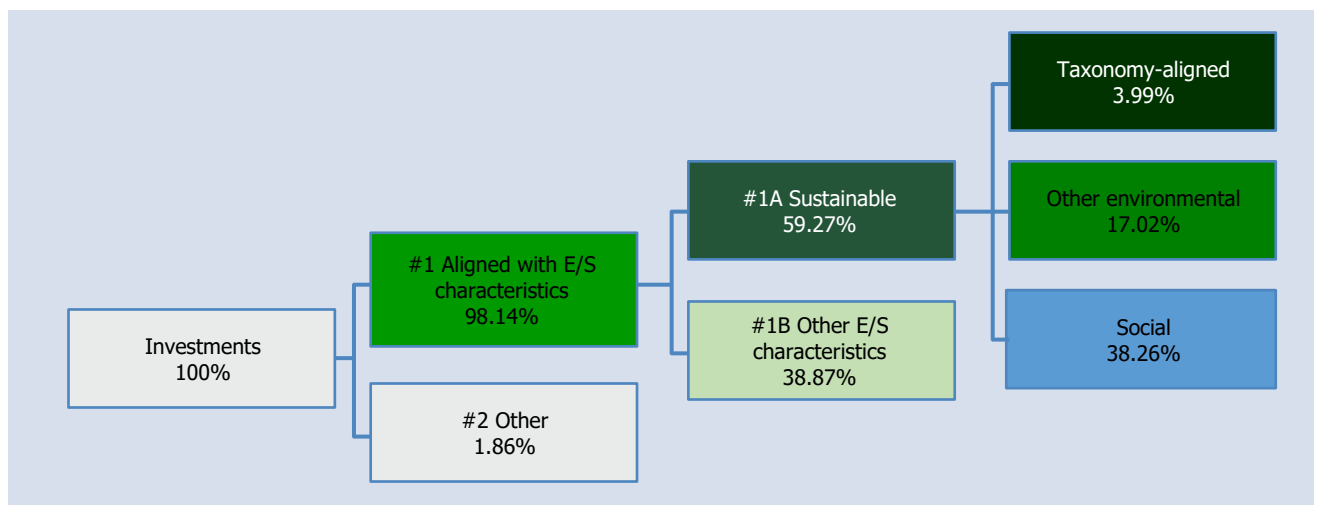 Investments
100%
#1 Aligned with E/S
characteristics
98.14%
#2 Other
1.86%
#1A Sustainable
59.27%
#1B Other E/S
characteristics
38.87%
Taxonomy-aligned
3.99%
Other environmental
17.02%
Social
38.26%